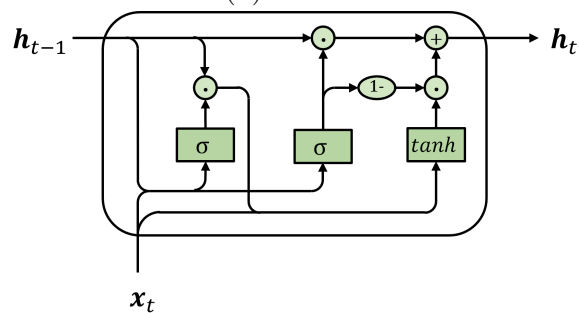 h_{t−1} · + h_t
· 1- ·
σ σ tanh
x_t